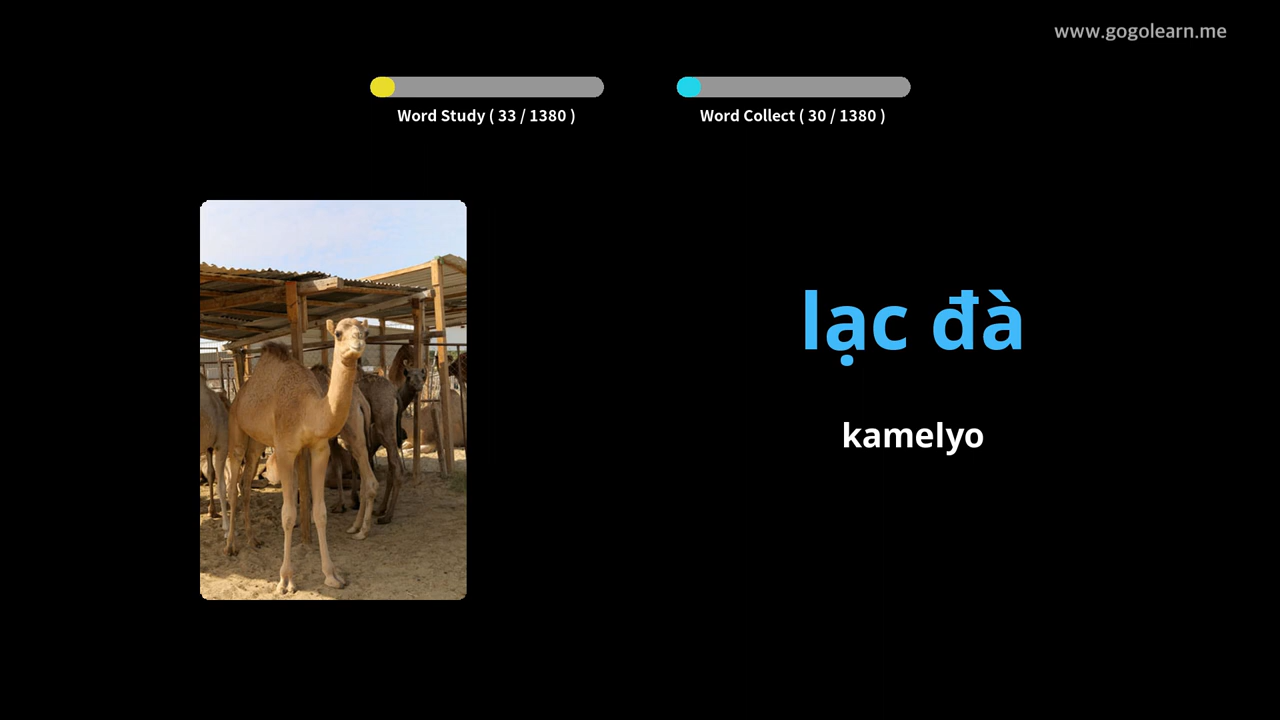 www.gogolearn.me
Word Study ( 33 / 1380 )
Word Collect ( 30 / 1380 )
lạc đà
kamelyo